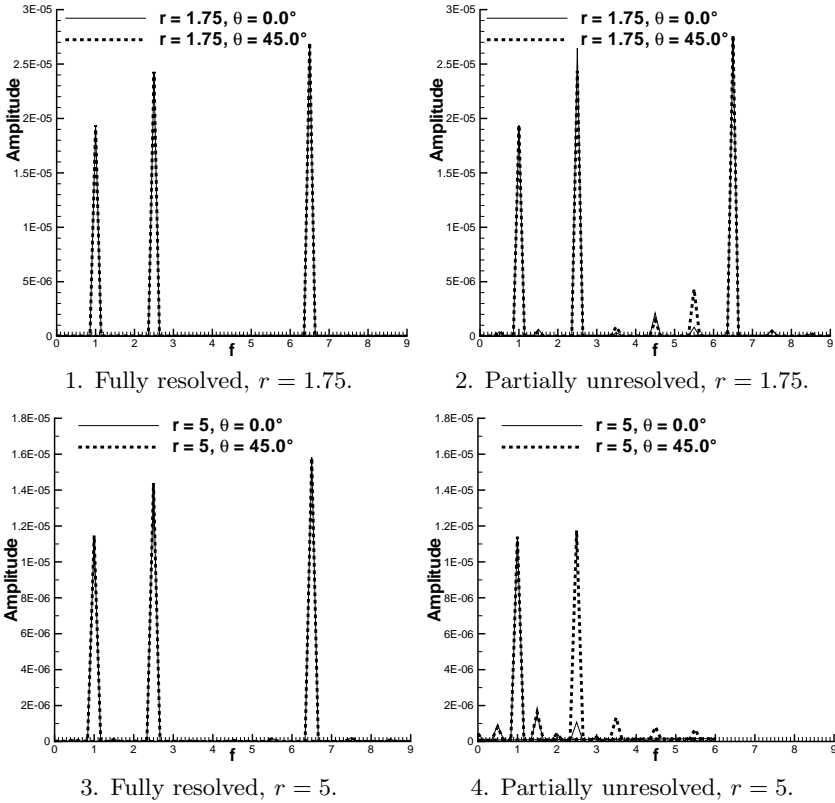 3E-05
2.5E-05
2E-05
1.5E-05
1E-05
5E-06
0
Amplitude
r = 1.75, θ = 0.0°
r = 1.75, θ = 45.0°
0 1 2 3 4 5 6 7 8 9
f
1. Fully resolved, r = 1.75.
3E-05
2.5E-05
2E-05
1.5E-05
1E-05
5E-06
0
Amplitude
r = 1.75, θ = 0.0°
r = 1.75, θ = 45.0°
0 1 2 3 4 5 6 7 8 9
f
2. Partially unresolved, r = 1.75.
1.8E-05
1.6E-05
1.4E-05
1.2E-05
1E-05
8E-06
6E-06
4E-06
2E-06
0
Amplitude
r = 5, θ = 0.0°
r = 5, θ = 45.0°
0 1 2 3 4 5 6 7 8 9
f
3. Fully resolved, r = 5.
1.8E-05
1.6E-05
1.4E-05
1.2E-05
1E-05
8E-06
6E-06
4E-06
2E-06
0
Amplitude
r = 5, θ = 0.0°
r = 5, θ = 45.0°
0 1 2 3 4 5 6 7 8 9
f
4. Partially unresolved, r = 5.